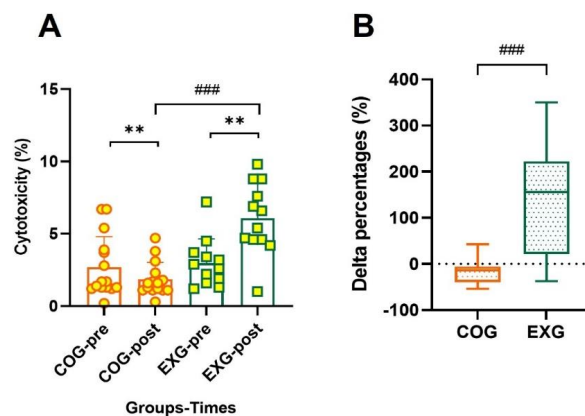 A
Cytotoxicity (%)
15
10
5
0
###
**
**
COG-pre
COG-post
EXG-pre
EXG-post
Groups-Times
B
Delta percentages (%)
400
300
200
100
0
-100
###
COG
EXG